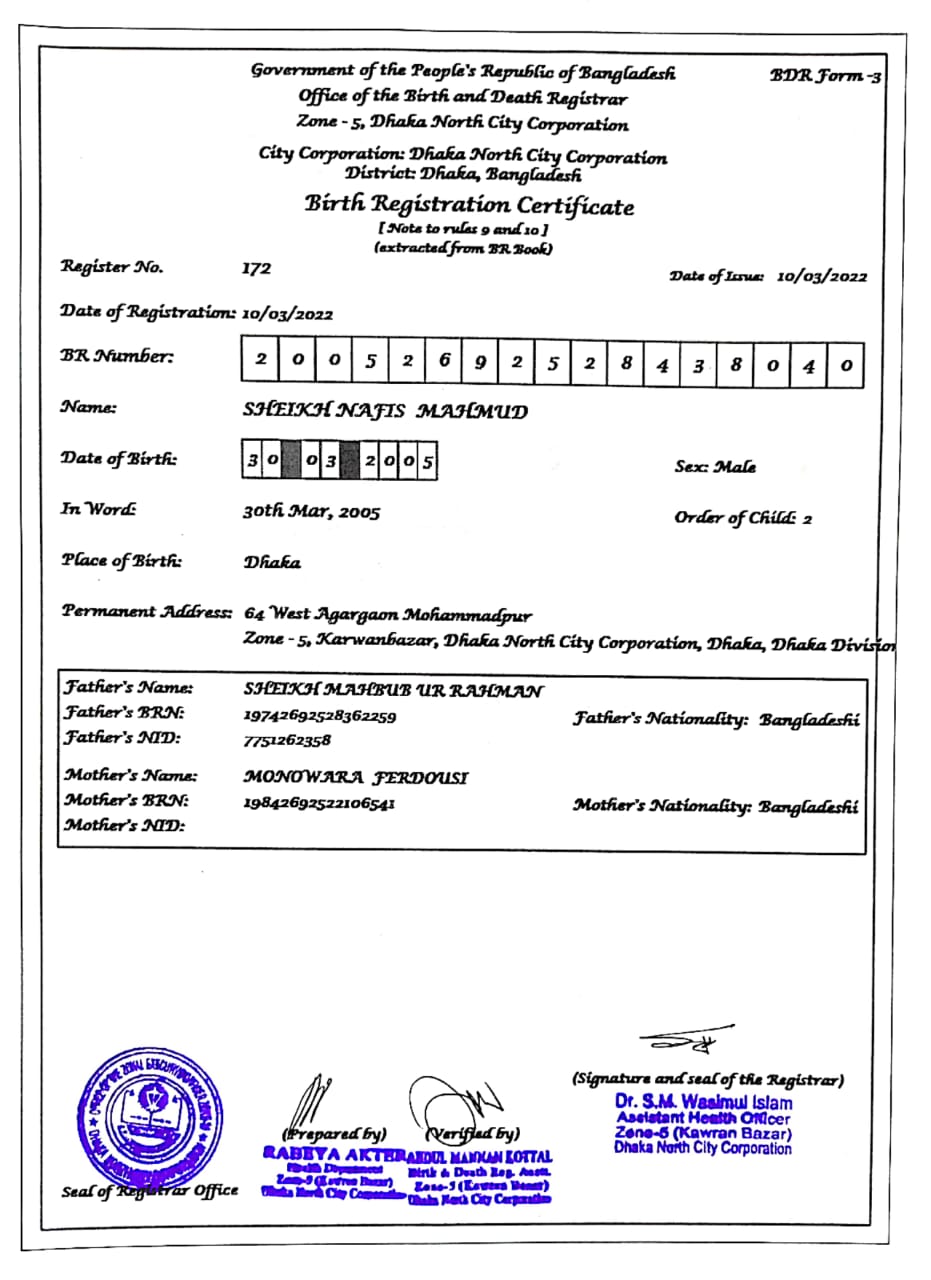 Government of the People's Republic of Bangladesh
BDR Form -3
Office of the Birth and Death Registrar
Zone - 5, Dhaka North City Corporation
City Corporation: Dhaka North City Corporation
District: Dhaka, Bangladesh
Birth Registration Certificate
[ Note to rules 9 and 10 ]
(extracted from BR Book)
Register No. 172
Date of Issue: 10/03/2022
Date of Registration: 10/03/2022
BR Number: 2 0 0 5 2 6 9 2 5 2 8 4 3 8 0 4 0
Name: SHEIKH NAFIS MAHMUD
Date of Birth: 3 0 0 3 2 0 0 5
Sex: Male
In Word: 30th Mar, 2005
Order of Child: 2
Place of Birth: Dhaka
Permanent Address: 64 West Agargaon Mohammadpur
Zone - 5, Karwanbazar, Dhaka North City Corporation, Dhaka, Dhaka Division
Father's Name: SHEIKH MAHBUB UR RAHMAN
Father's BRN: 19742692528362259 Father's Nationality: Bangladeshi
Father's NID: 7751262358
Mother's Name: MONOWARA FERDOUSI
Mother's BRN: 19842692522106541 Mother's Nationality: Bangladeshi
Mother's NID:
(Signature and seal of the Registrar)
Dr. S.M. Wasimul Islam
Assistant Health Officer
Zone-5 (Kawran Bazar)
Dhaka North City Corporation
(Prepared by)
RABEYA AKTER
Health Department
Zone-5 (Kawran Bazar)
Dhaka North City Corporation
(Verified by)
ABDUL MANNAN KOTTAL
Birth & Death Reg. Asstt.
Zone-5 (Kawran Bazar)
Dhaka North City Corporation
Seal of Registrar Office